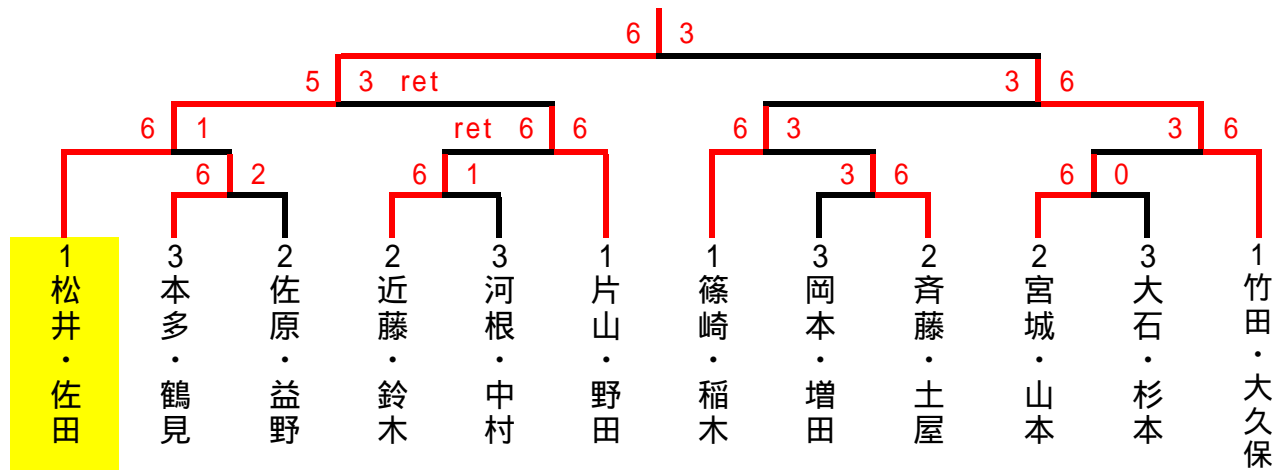 6 3
5 3 ret
3 6
6 1
ret 6 6
6 3
3 6
6 2
6 1
3 6
6 0
1 松井・佐田
3 本多・鶴見
2 佐原・益野
2 近藤・鈴木
3 河根・中村
1 片山・野田
1 篠崎・稲木
3 岡本・増田
2 斉藤・土屋
2 宮城・山本
3 大石・杉本
1 竹田・大久保